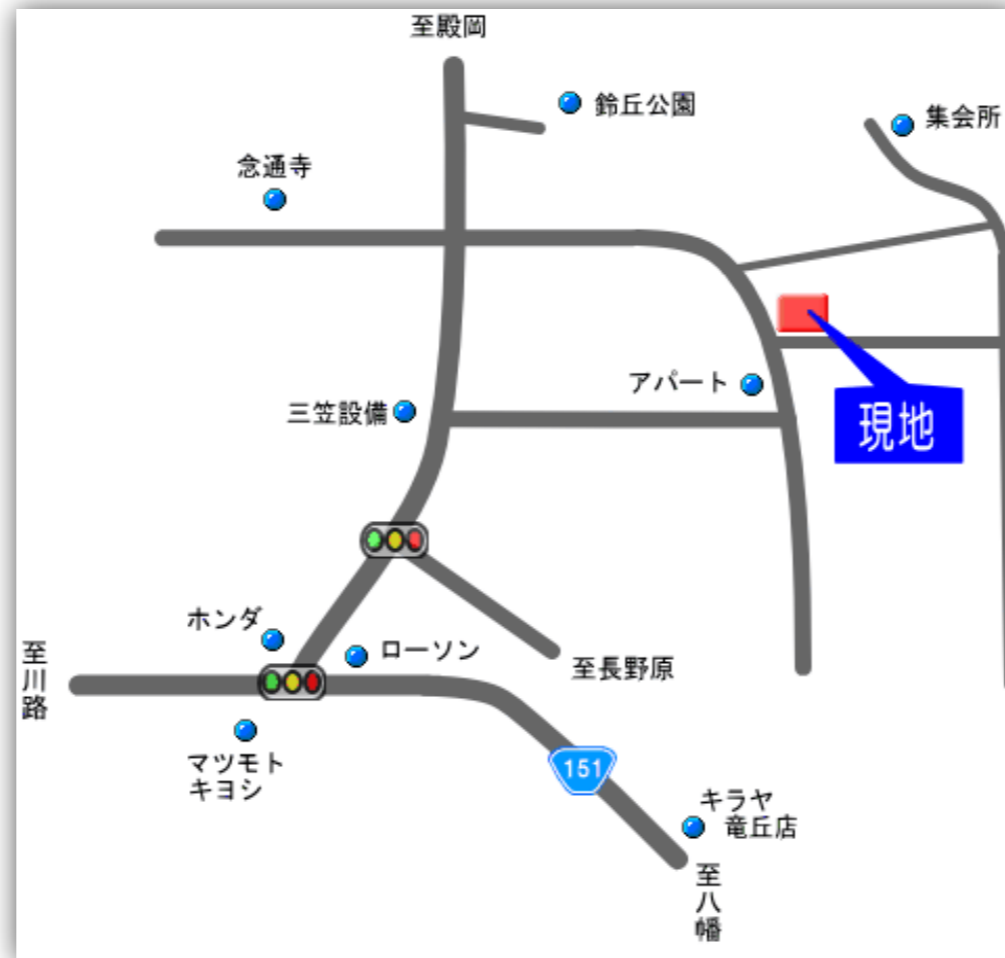 至殿岡
鈴丘公園
集会所
念通寺
アパート
三笠設備
現地
ホンダ
ローソン
至長野原
至川路
マツモト
キヨシ
151
キラヤ
竜丘店
至八幡